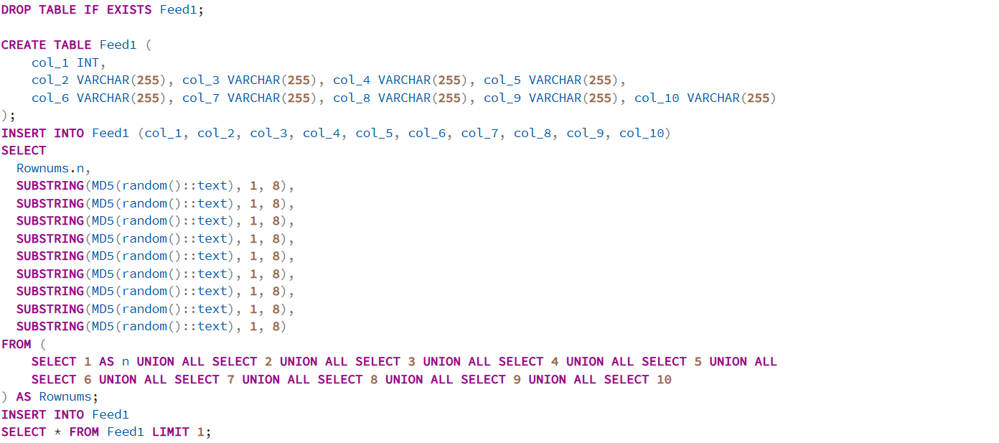 DROP TABLE IF EXISTS Feed1;

CREATE TABLE Feed1 (
    col_1 INT,
    col_2 VARCHAR(255), col_3 VARCHAR(255), col_4 VARCHAR(255), col_5 VARCHAR(255),
    col_6 VARCHAR(255), col_7 VARCHAR(255), col_8 VARCHAR(255), col_9 VARCHAR(255), col_10 VARCHAR(255)
);
INSERT INTO Feed1 (col_1, col_2, col_3, col_4, col_5, col_6, col_7, col_8, col_9, col_10)
SELECT
  Rownums.n,
  SUBSTRING(MD5(random()::text), 1, 8),
  SUBSTRING(MD5(random()::text), 1, 8),
  SUBSTRING(MD5(random()::text), 1, 8),
  SUBSTRING(MD5(random()::text), 1, 8),
  SUBSTRING(MD5(random()::text), 1, 8),
  SUBSTRING(MD5(random()::text), 1, 8),
  SUBSTRING(MD5(random()::text), 1, 8),
  SUBSTRING(MD5(random()::text), 1, 8),
  SUBSTRING(MD5(random()::text), 1, 8)
FROM (
    SELECT 1 AS n UNION ALL SELECT 2 UNION ALL SELECT 3 UNION ALL SELECT 4 UNION ALL SELECT 5 UNION ALL
    SELECT 6 UNION ALL SELECT 7 UNION ALL SELECT 8 UNION ALL SELECT 9 UNION ALL SELECT 10
) AS Rownums;
INSERT INTO Feed1
SELECT * FROM Feed1 LIMIT 1;